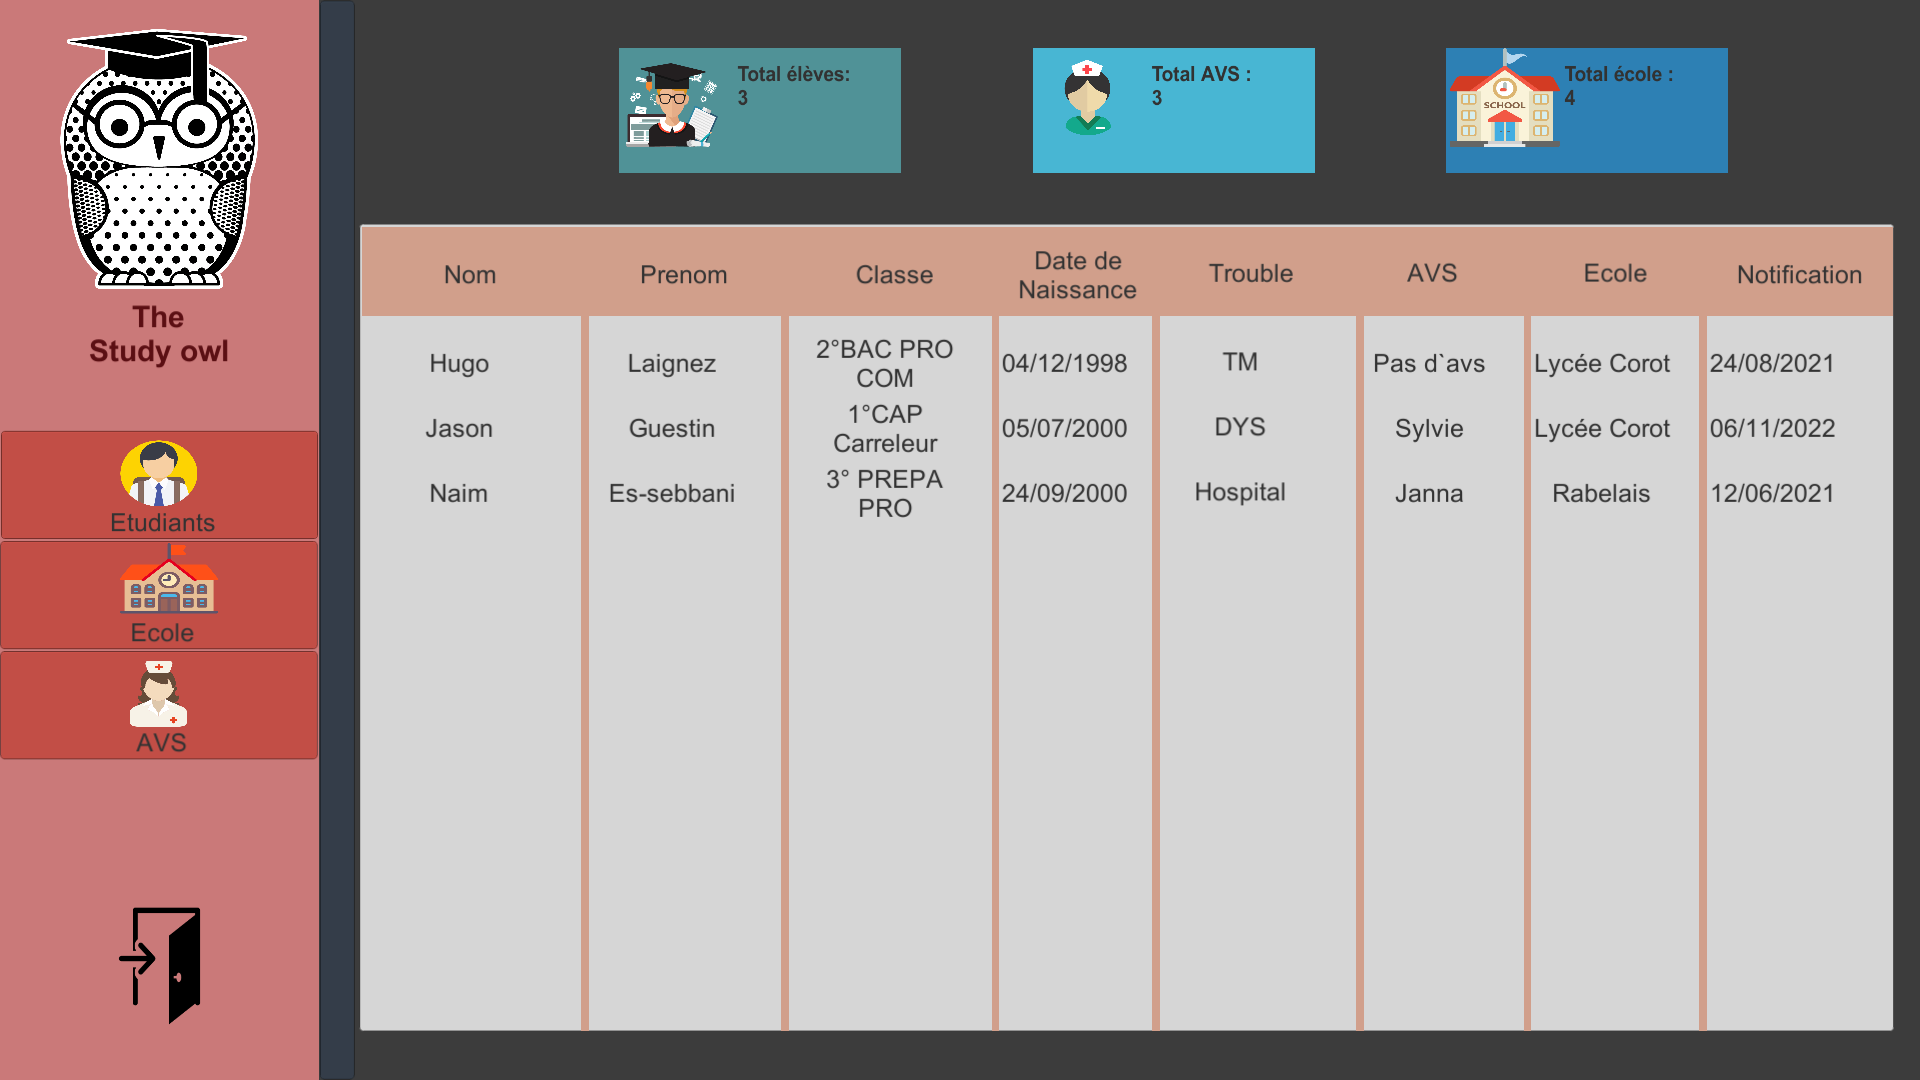 The
Study owl
Etudiants
Ecole
AVS
Total élèves:
3
Total AVS :
3
SCHOOL
Total école :
4
Nom Prenom Classe Date de Naissance Trouble AVS Ecole Notification
Hugo Laignez 2°BAC PRO COM 04/12/1998 TM Pas d`avs Lycée Corot 24/08/2021
Jason Guestin 1°CAP Carreleur 05/07/2000 DYS Sylvie Lycée Corot 06/11/2022
Naim Es-sebbani 3° PREPA PRO 24/09/2000 Hospital Janna Rabelais 12/06/2021